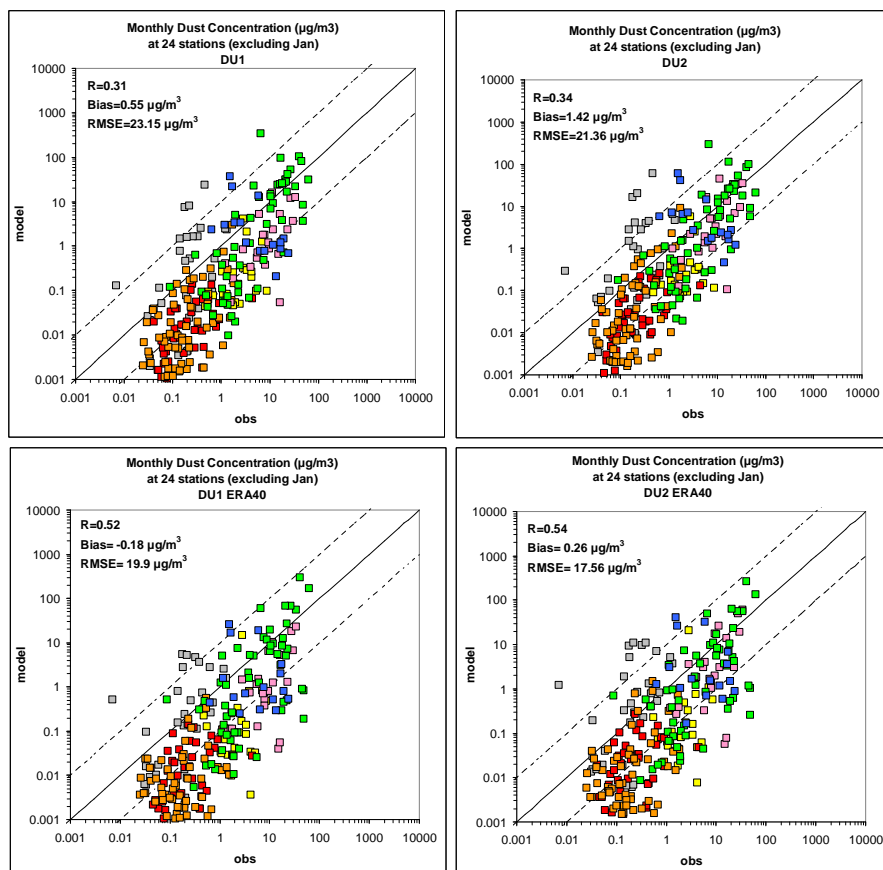 Monthly Dust Concentration (µg/m3)
at 24 stations (excluding Jan)
DU1
R=0.31
Bias=0.55 µg/m³
RMSE=23.15 µg/m³
10000
1000
100
10
1
0.1
0.01
0.001
model
0.001 0.01 0.1 1 10 100 1000 10000
obs
Monthly Dust Concentration (µg/m3)
at 24 stations (excluding Jan)
DU2
R=0.34
Bias=1.42 µg/m³
RMSE=21.36 µg/m³
10000
1000
100
10
1
0.1
0.01
0.001
model
0.001 0.01 0.1 1 10 100 1000 10000
obs
Monthly Dust Concentration (µg/m3)
at 24 stations (excluding Jan)
DU1 ERA40
R=0.52
Bias= -0.18 µg/m³
RMSE= 19.9 µg/m³
10000
1000
100
10
1
0.1
0.01
0.001
model
0.001 0.01 0.1 1 10 100 1000 10000
obs
Monthly Dust Concentration (µg/m3)
at 24 stations (excluding Jan)
DU2 ERA40
R=0.54
Bias= 0.26 µg/m³
RMSE= 17.56 µg/m³
10000
1000
100
10
1
0.1
0.01
0.001
model
0.001 0.01 0.1 1 10 100 1000 10000
obs